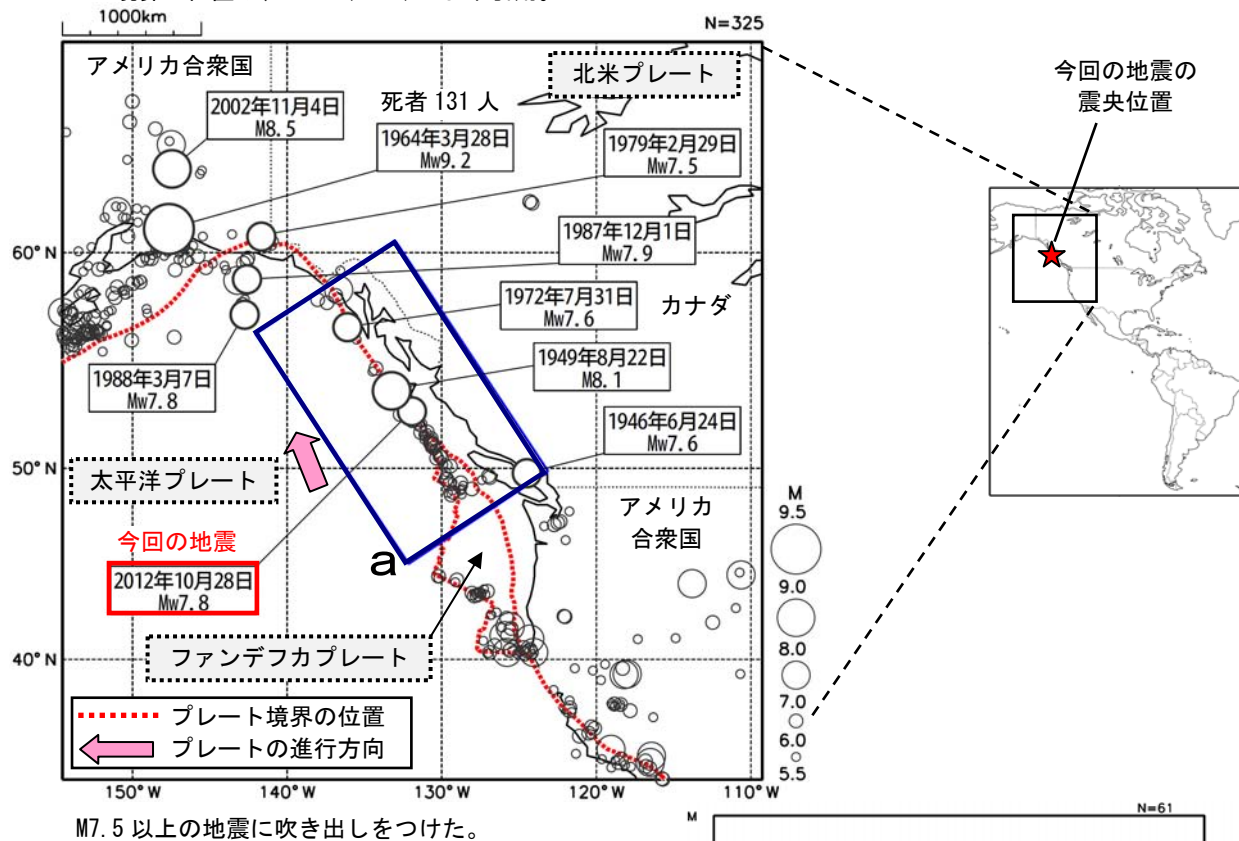 1000km
N=325
アメリカ合衆国
北米プレート
今回の地震の
震央位置
2002年11月4日
M8.5
死者 131 人
1964年3月28日
Mw9.2
1979年2月29日
Mw7.5
1987年12月1日
Mw7.9
60°N
カナダ
1972年7月31日
Mw7.6
1949年8月22日
M8.1
1988年3月7日
Mw7.8
1946年6月24日
Mw7.6
50°N
太平洋プレート
アメリカ
合衆国
M
9.5
9.0
8.0
7.0
6.0
5.5
今回の地震
a
2012年10月28日
Mw7.8
ファンデフカプレート
40°N
プレート境界の位置
プレートの進行方向
150°W
140°W
130°W
120°W
110°W
M7.5 以上の地震に吹き出しをつけた。
M
N=61